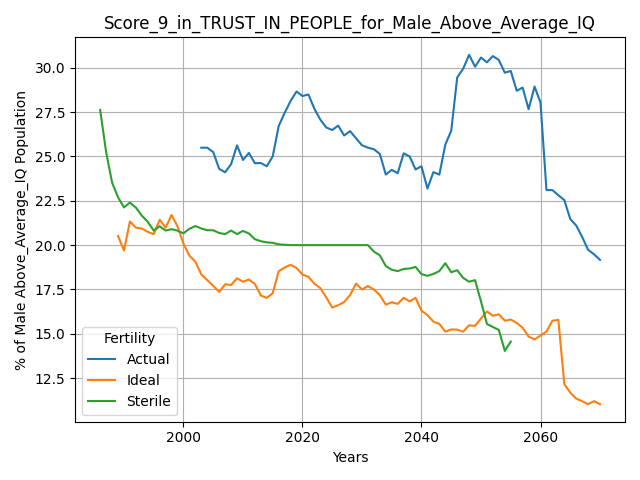 Score_9_in_TRUST_IN_PEOPLE_for_Male_Above_Average_IQ
% of Male Above_Average_IQ Population
30.0
27.5
25.0
22.5
20.0
17.5
15.0
12.5
Fertility
Actual
Ideal
Sterile
2000
2020
2040
2060
Years